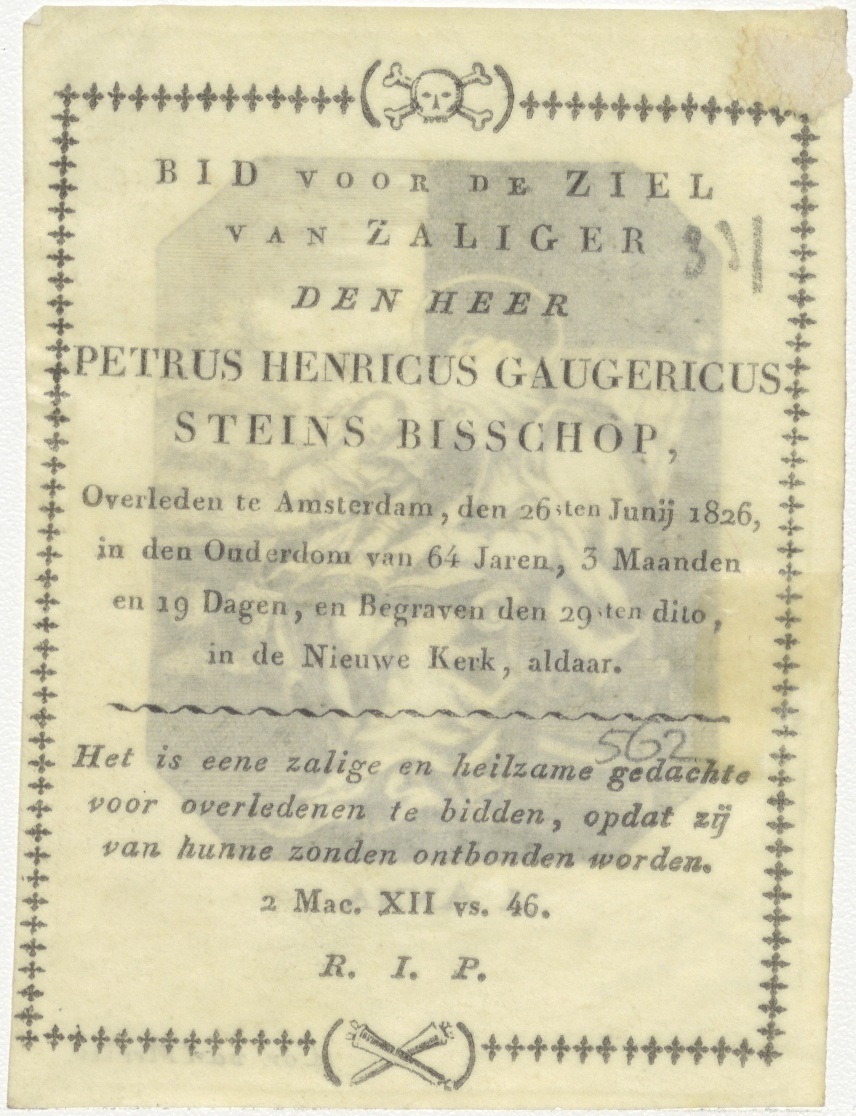 BID VOOR DE ZIEL
VAN ZALIGER
DEN HEER
PETRUS HENRICUS GAUGERICUS
STEINS BISSCHOP,
Overleden te Amsterdam, den 26sten Junij 1826,
in den Ouderdom van 64 Jaren, 3 Maanden
en 19 Dagen, en Begraven den 29sten dito,
in de Nieuwe Kerk, aldaar.
562
Het is eene zalige en heilzame gedachte
voor overledenen te bidden, opdat zij
van hunne zonden ontbonden worden.
2 Mac. XII vs. 46.
R. I. P.